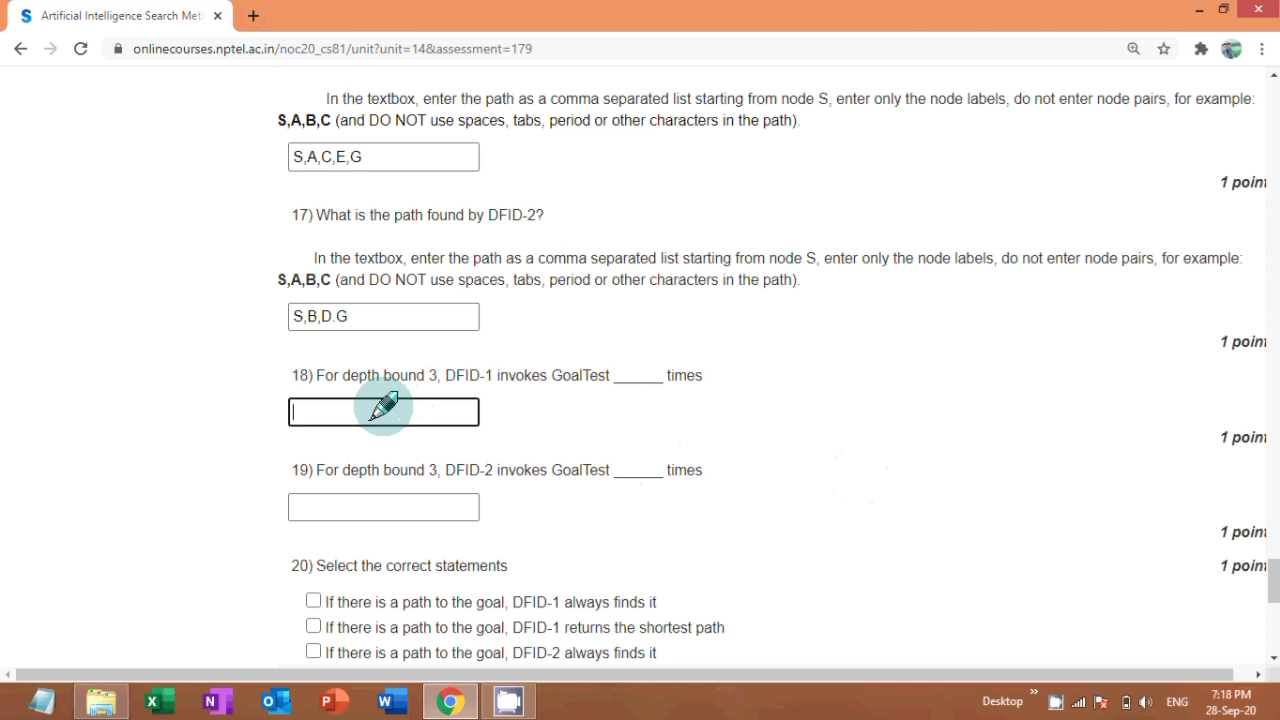 Artificial Intelligence Search Met
onlinecourses.nptel.ac.in/noc20_cs81/unit?unit=14&assessment=179
In the textbox, enter the path as a comma separated list starting from node S, enter only the node labels, do not enter node pairs, for example:
S,A,B,C (and DO NOT use spaces, tabs, period or other characters in the path).
S,A,C,E,G
1 point
17) What is the path found by DFID-2?
In the textbox, enter the path as a comma separated list starting from node S, enter only the node labels, do not enter node pairs, for example:
S,A,B,C (and DO NOT use spaces, tabs, period or other characters in the path).
S,B,D.G
1 point
18) For depth bound 3, DFID-1 invokes GoalTest ______ times
1 point
19) For depth bound 3, DFID-2 invokes GoalTest ______ times
1 point
20) Select the correct statements 1 point
If there is a path to the goal, DFID-1 always finds it
If there is a path to the goal, DFID-1 returns the shortest path
If there is a path to the goal, DFID-2 always finds it
Desktop ENG 7:18 PM
28-Sep-20